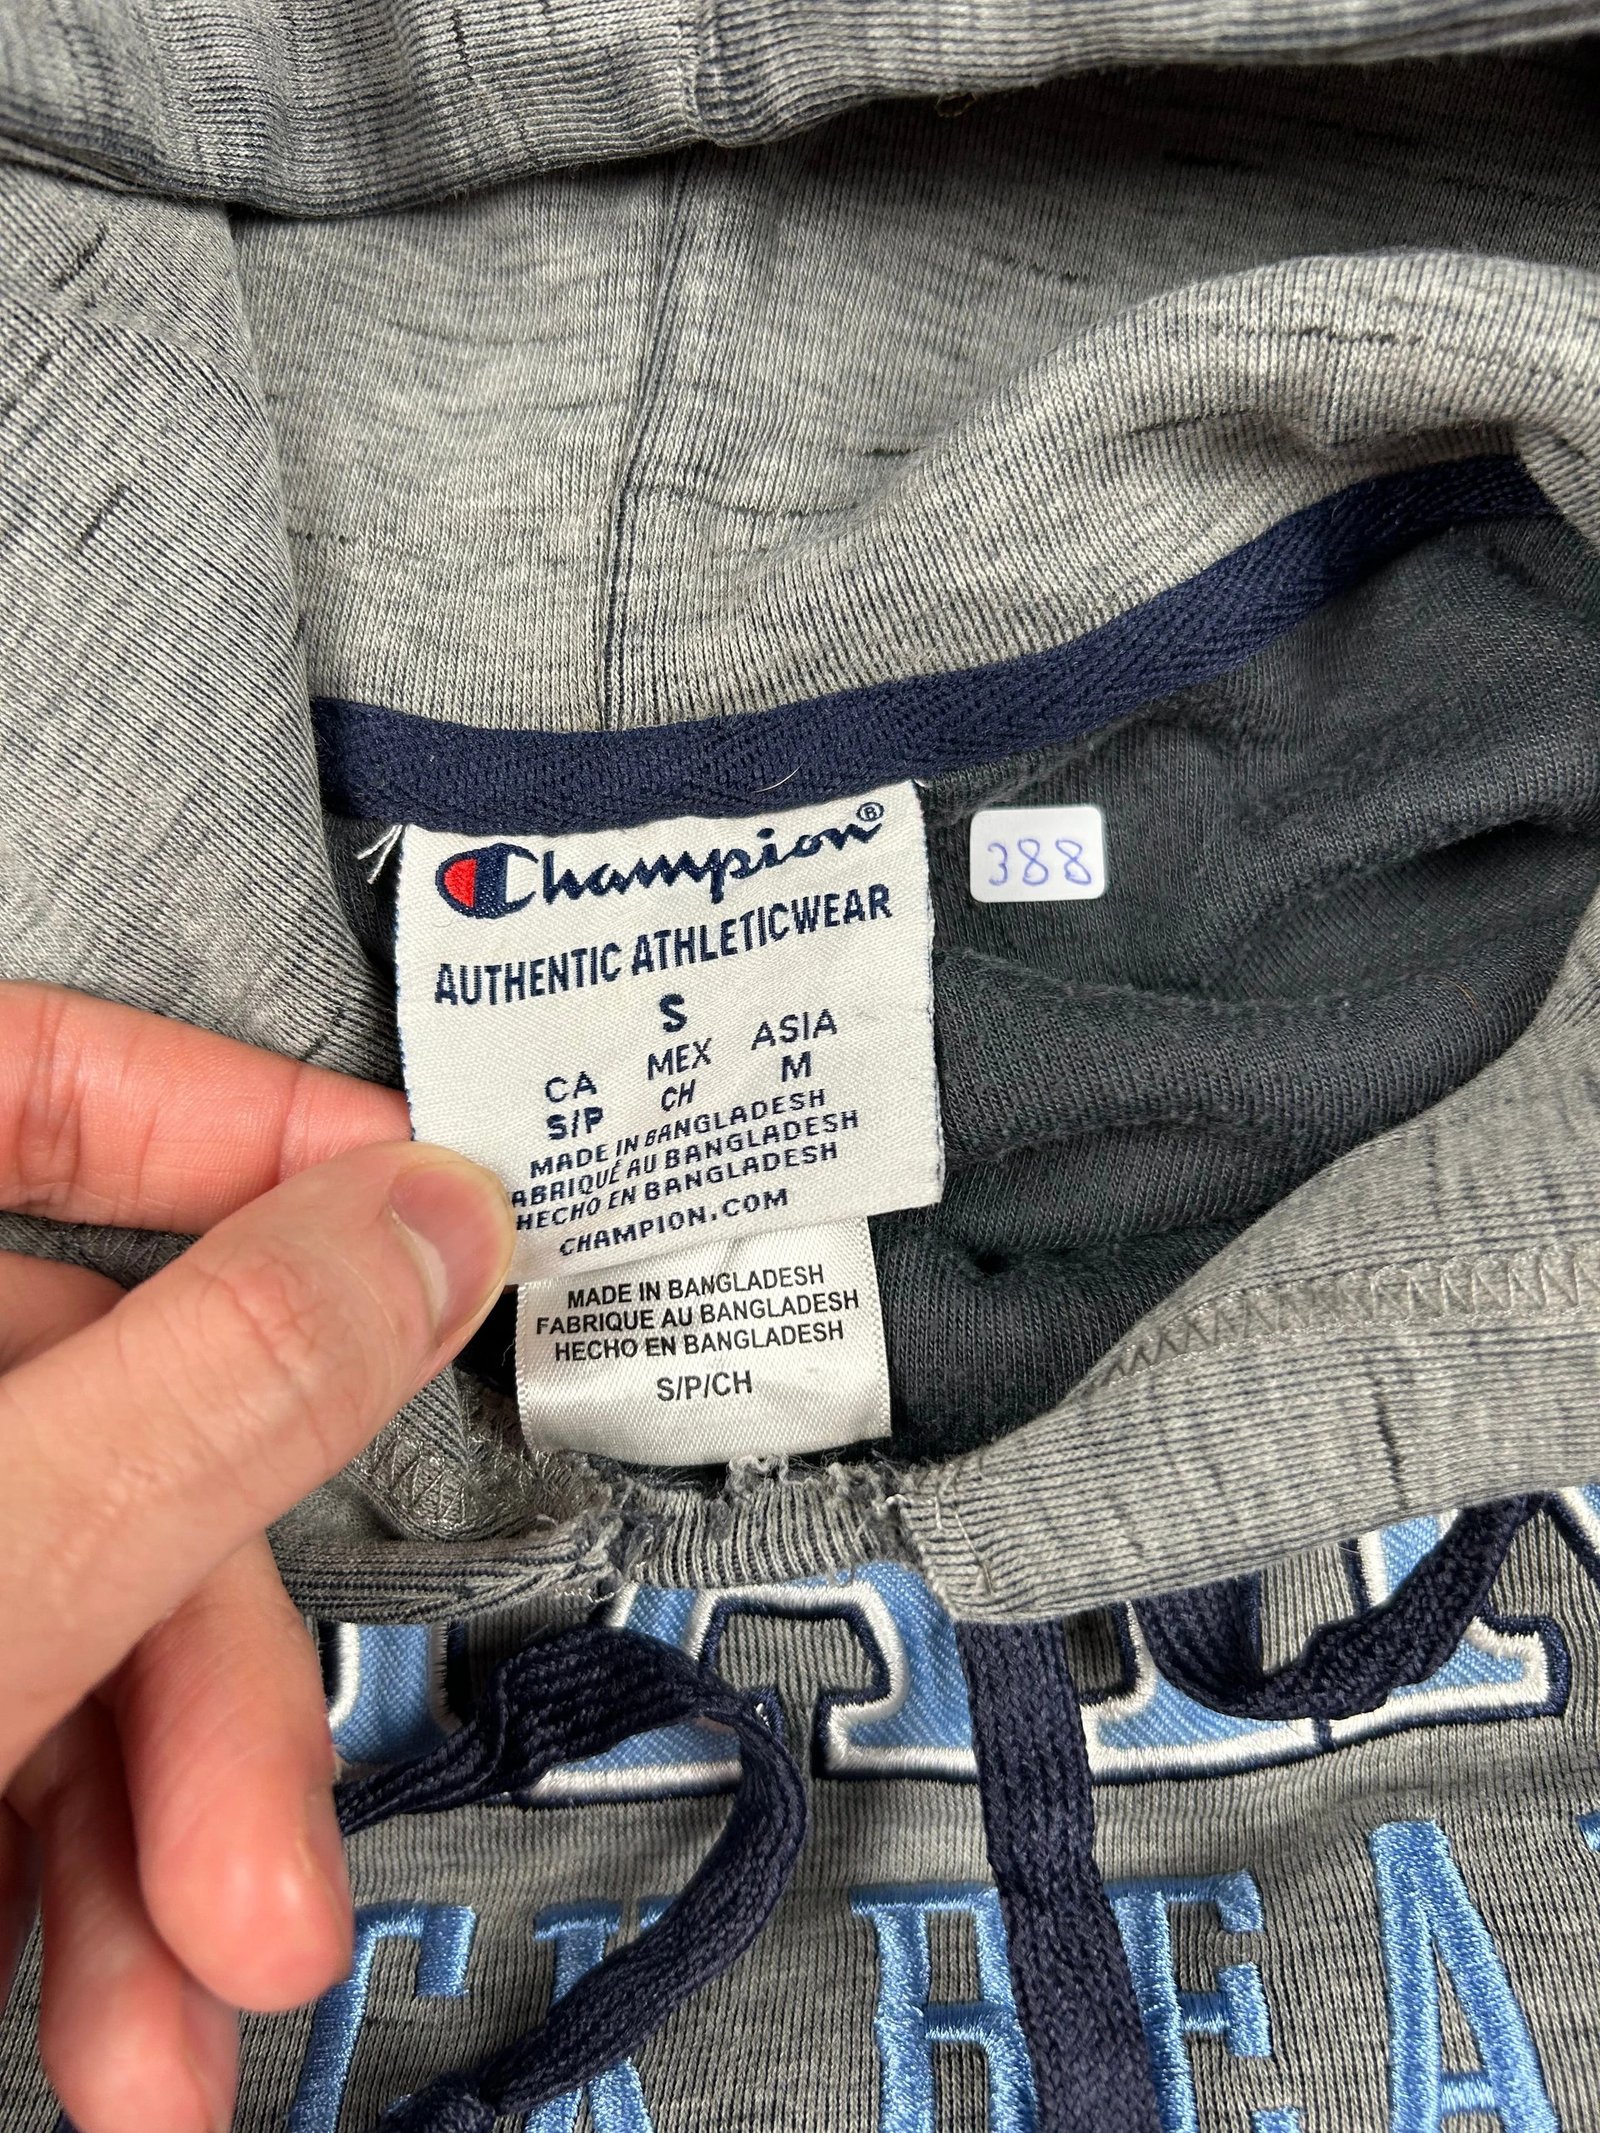 Champion®
388
AUTHENTIC ATHLETICWEAR
S
CA MEX ASIA
S/P CH M
MADE IN BANGLADESH
ABRIQUÉ AU BANGLADESH
HECHO EN BANGLADESH
CHAMPION.COM
MADE IN BANGLADESH
FABRIQUE AU BANGLADESH
HECHO EN BANGLADESH
S/P/CH